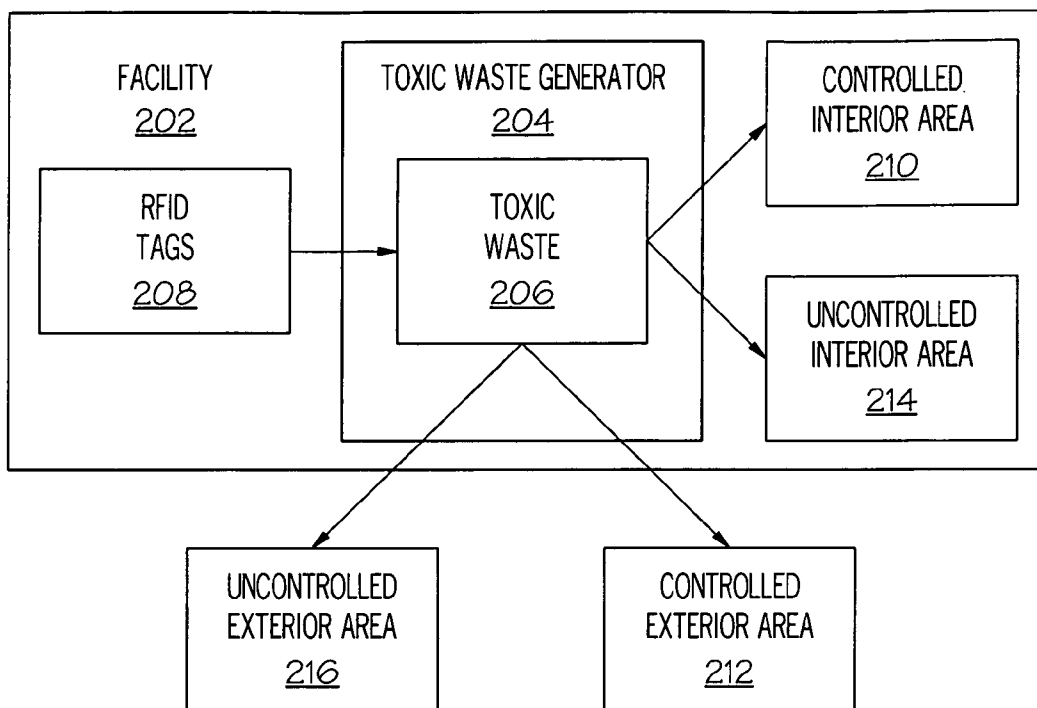 FACILITY
202
TOXIC WASTE GENERATOR
204
CONTROLLED
INTERIOR AREA
210
RFID
TAGS
208
TOXIC
WASTE
206
UNCONTROLLED
INTERIOR AREA
214
UNCONTROLLED
EXTERIOR AREA
216
CONTROLLED
EXTERIOR AREA
212